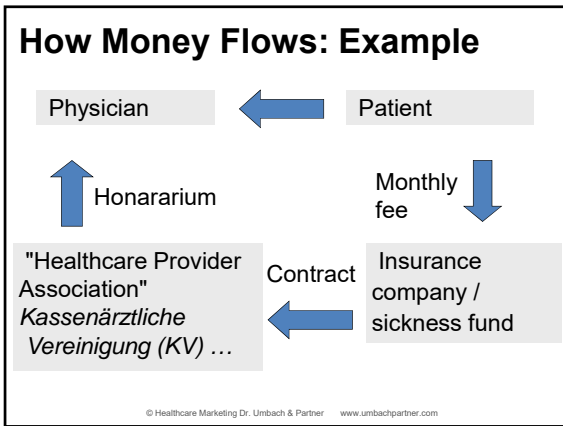 How Money Flows: Example
Physician
Patient
Honararium
Monthly
fee
"Healthcare Provider
Association"
Kassenärztliche
Vereinigung (KV) …
Contract
Insurance
company /
sickness fund
© Healthcare Marketing Dr. Umbach & Partner www.umbachpartner.com